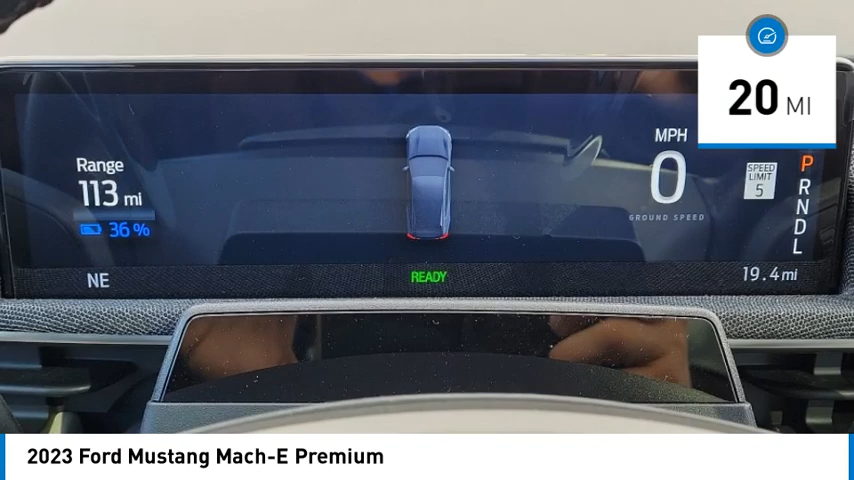 20 MI
MPH
Range
113 mi
36%
0
GROUND SPEED
SPEED
LIMIT
5
P
R
N
D
L
NE
READY
19.4 mi
2023 Ford Mustang Mach-E Premium